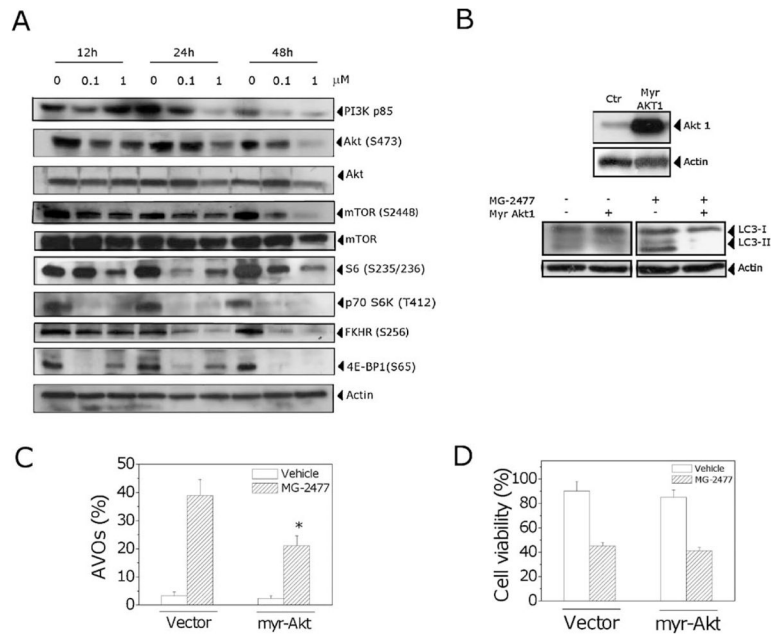 A
12h 24h 48h
0 0.1 1 0 0.1 1 0 0.1 1 μM
PI3K p85
Akt (S473)
Akt
mTOR (S2448)
mTOR
S6 (S235/236)
p70 S6K (T412)
FKHR (S256)
4E-BP1(S65)
Actin
B
Ctr Myr
AKT1
Akt 1
Actin
MG-2477 - - + +
Myr Akt1 - + - +
LC3-I
LC3-II
Actin
C
AVOs (%)
50
40
30
20
10
0
Vehicle
MG-2477
*
Vector myr-Akt
D
Cell viability (%)
100
80
60
40
20
0
Vehicle
MG-2477
Vector myr-Akt